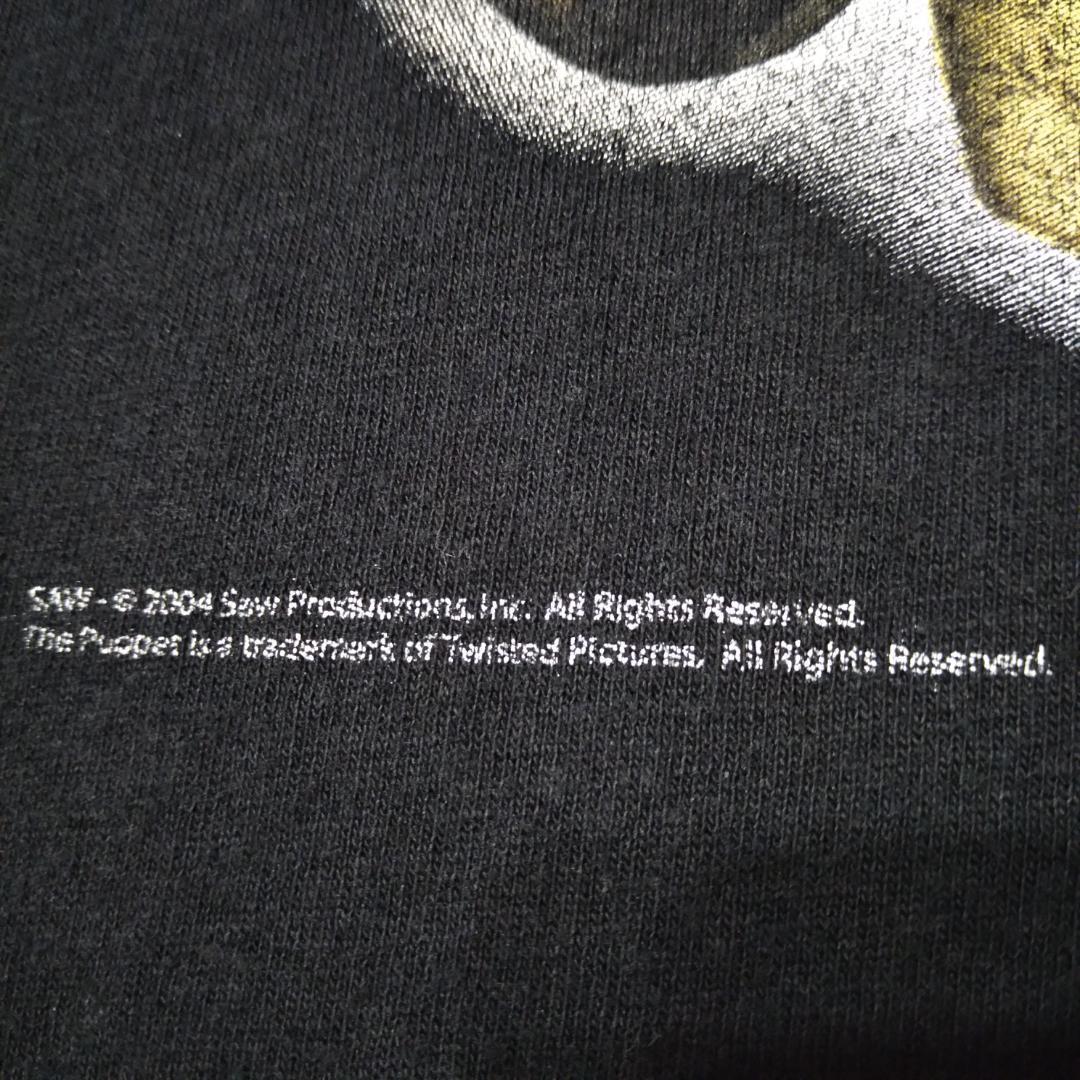 SAW - © 2004 Saw Productions, Inc. All Rights Reserved.
The Puppet is a trademark of Twisted Pictures. All Rights Reserved.